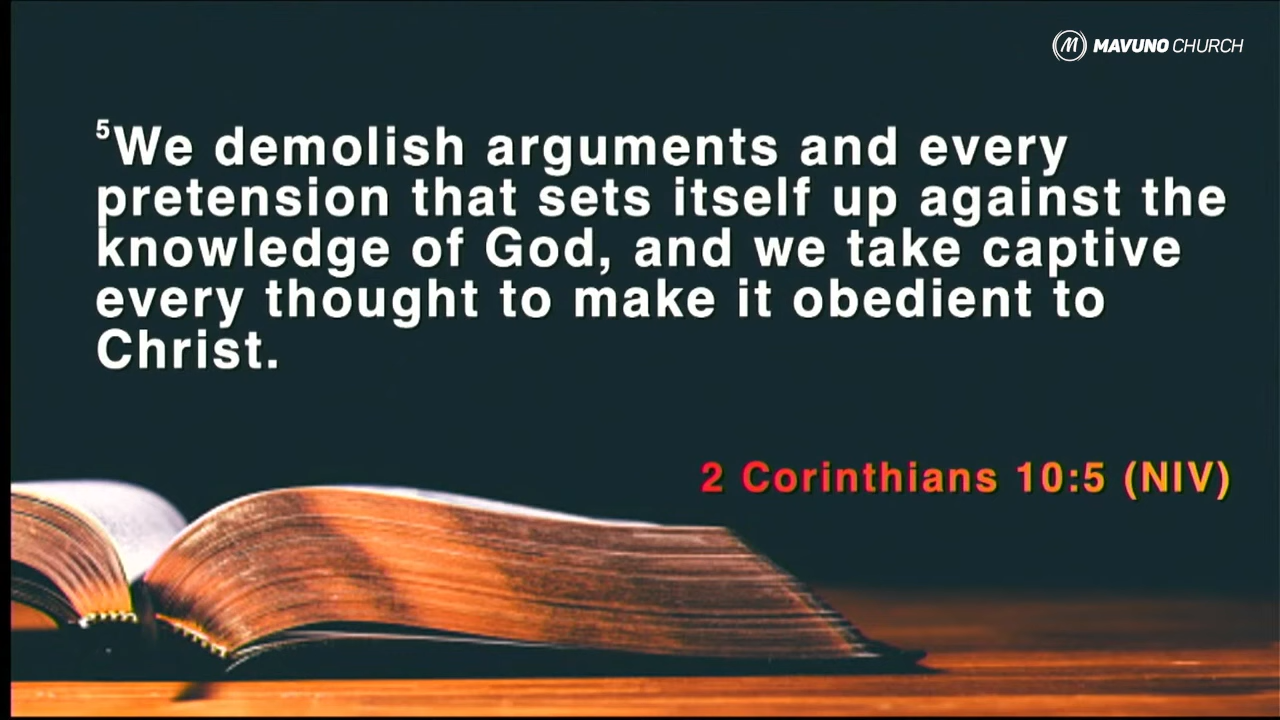 MAVUNO CHURCH
⁵We demolish arguments and every
pretension that sets itself up against the
knowledge of God, and we take captive
every thought to make it obedient to
Christ.
2 Corinthians 10:5 (NIV)